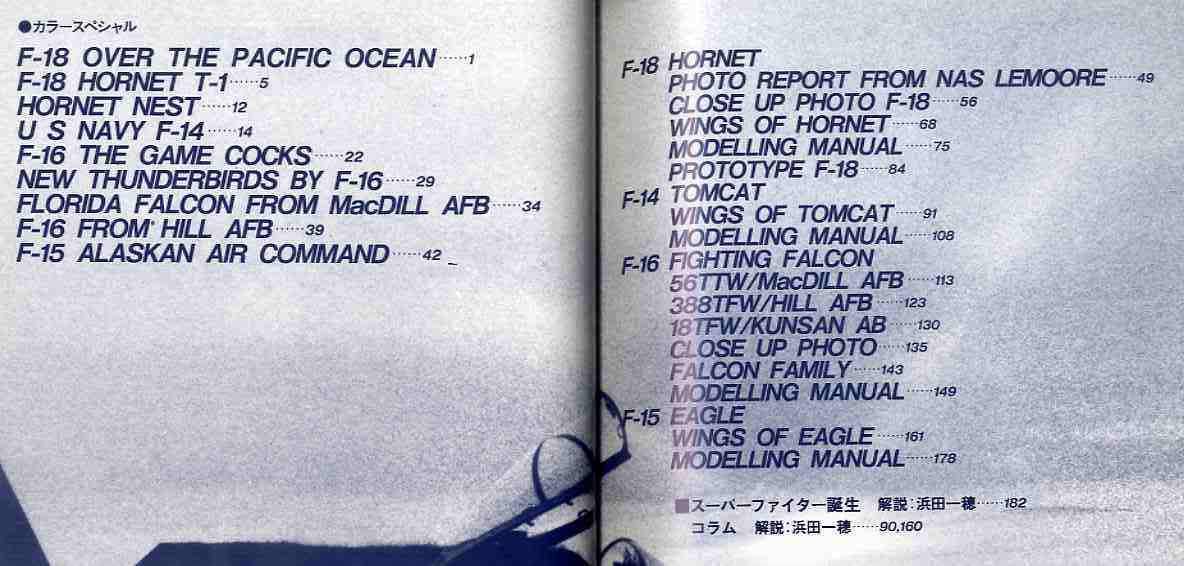 ●カラースペシャル
F-18 OVER THE PACIFIC OCEAN……1
F-18 HORNET T-1……5
HORNET NEST……12
U S NAVY F-14……14
F-16 THE GAME COCKS……22
NEW THUNDERBIRDS BY F-16……29
FLORIDA FALCON FROM MacDILL AFB……34
F-16 FROM HILL AFB……39
F-15 ALASKAN AIR COMMAND……42
F-18 HORNET
PHOTO REPORT FROM NAS LEMOORE……49
CLOSE UP PHOTO F-18……56
WINGS OF HORNET……68
MODELLING MANUAL……75
PROTOTYPE F-18……84
F-14 TOMCAT
WINGS OF TOMCAT……91
MODELLING MANUAL……108
F-16 FIGHTING FALCON
56TTW/MacDILL AFB……113
388TFW/HILL AFB……123
18TFW/KUNSAN AB……130
CLOSE UP PHOTO……135
FALCON FAMILY……143
MODELLING MANUAL……149
F-15 EAGLE
WINGS OF EAGLE……161
MODELLING MANUAL……178
■スーパーファイター誕生 解説:浜田一穂……182
コラム 解説:浜田一穂……90,160